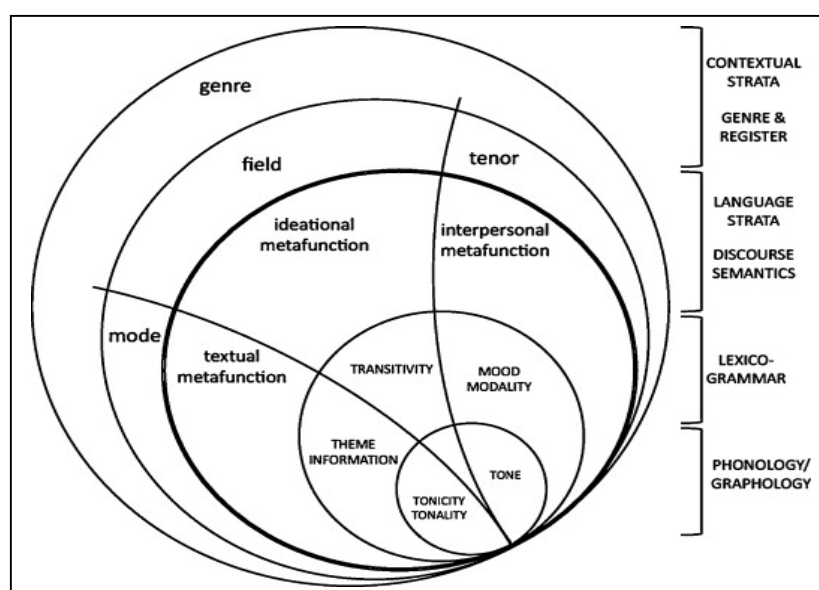 genre
field
tenor
ideational
metafunction
interpersonal
metafunction
mode
textual
metafunction
TRANSITIVITY
MOOD
MODALITY
THEME
INFORMATION
TONE
TONICITY
TONALITY
CONTEXTUAL
STRATA
GENRE &
REGISTER
LANGUAGE
STRATA
DISCOURSE
SEMANTICS
LEXICO-
GRAMMAR
PHONOLOGY/
GRAPHOLOGY